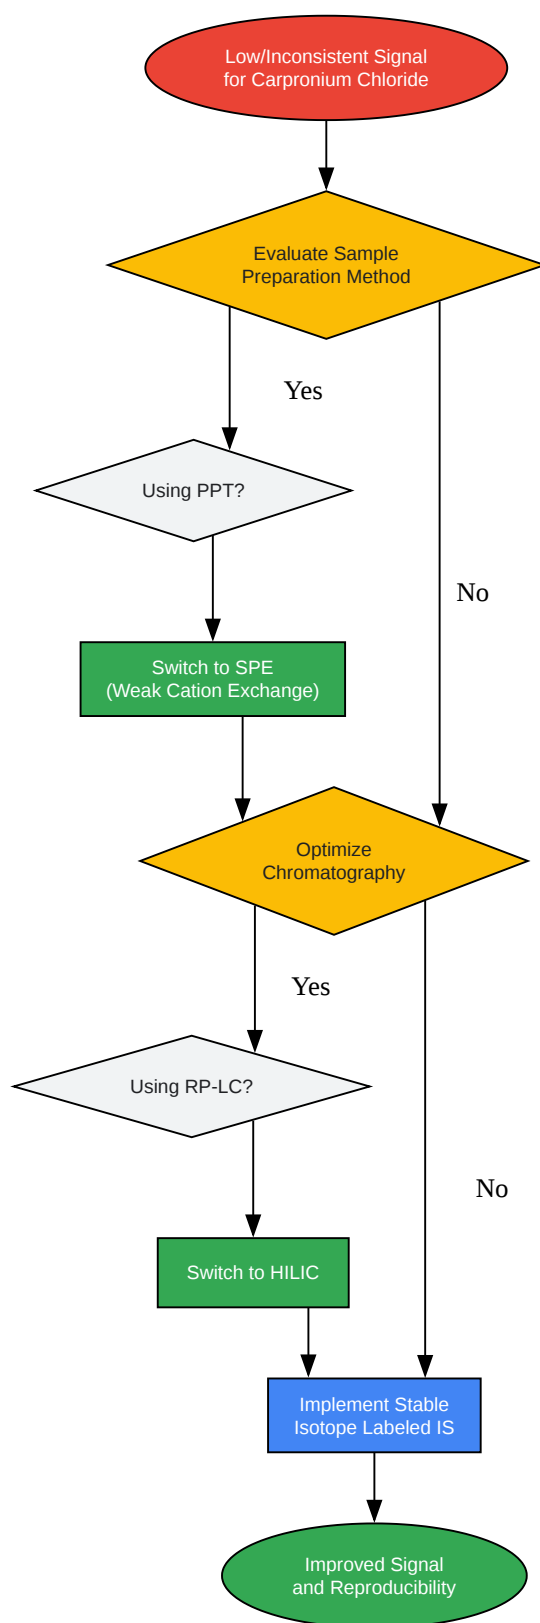 Low/Inconsistent Signal
for Carpronium Chloride
Evaluate Sample
Preparation Method
Yes
Using PPT?
No
Switch to SPE
(Weak Cation Exchange)
Optimize
Chromatography
Yes
Using RP-LC?
No
Switch to HILIC
Implement Stable
Isotope Labeled IS
Improved Signal
and Reproducibility